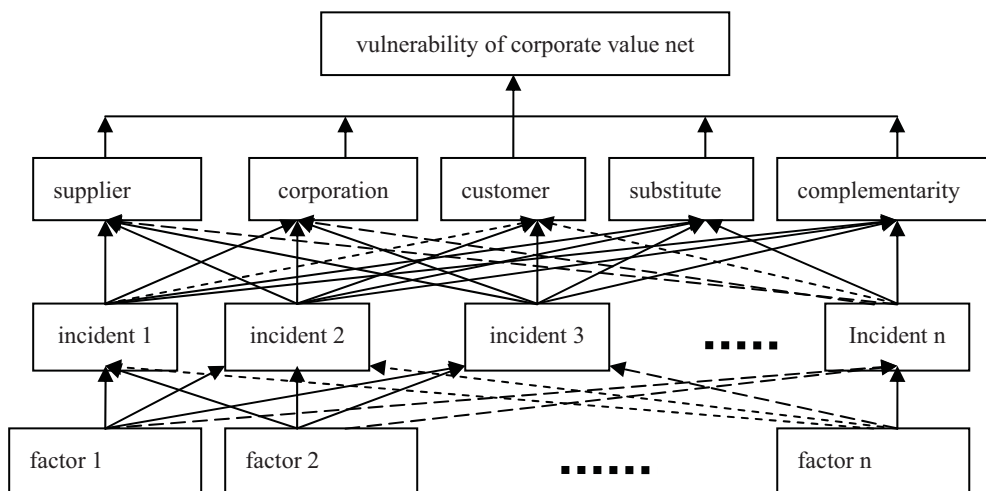 vulnerability of corporate value net
supplier
corporation
customer
substitute
complementarity
incident 1
incident 2
incident 3
Incident n
factor 1
factor 2
factor n